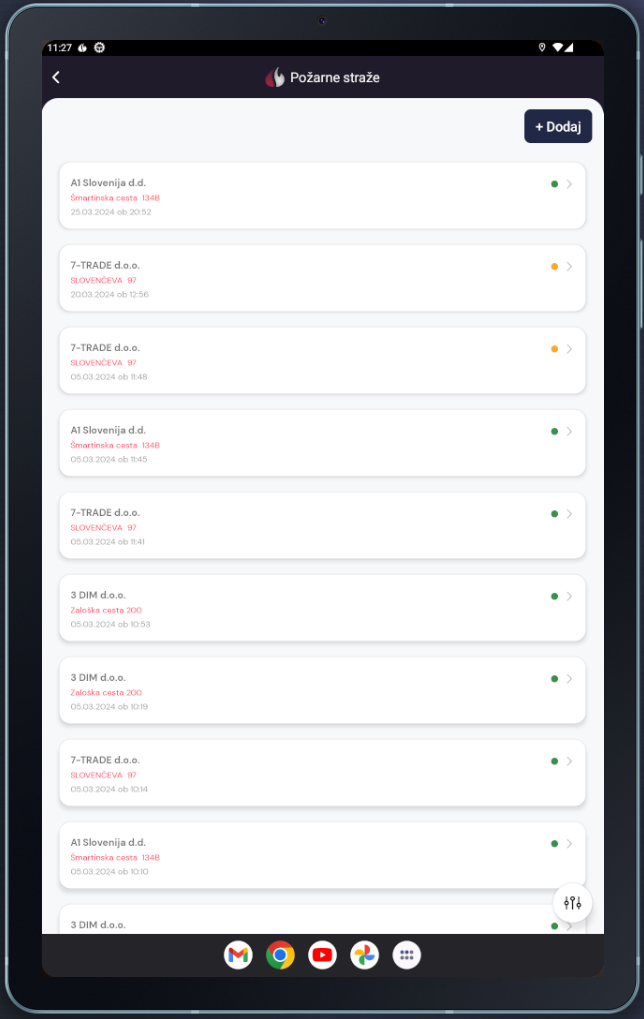 11:27
Požarne straže
+ Dodaj
A1 Slovenija d.d.
Šmartinska cesta 134B
25.03.2024 ob 20:52
7-TRADE d.o.o.
SLOVENČEVA 97
20.03.2024 ob 12:56
7-TRADE d.o.o.
SLOVENČEVA 97
05.03.2024 ob 11:48
A1 Slovenija d.d.
Šmartinska cesta 134B
05.03.2024 ob 11:45
7-TRADE d.o.o.
SLOVENČEVA 97
05.03.2024 ob 11:41
3 DIM d.o.o.
Zaloška cesta 200
05.03.2024 ob 10:53
3 DIM d.o.o.
Zaloška cesta 200
05.03.2024 ob 10:19
7-TRADE d.o.o.
SLOVENČEVA 97
05.03.2024 ob 10:14
A1 Slovenija d.d.
Šmartinska cesta 134B
05.03.2024 ob 10:10
3 DIM d.o.o.